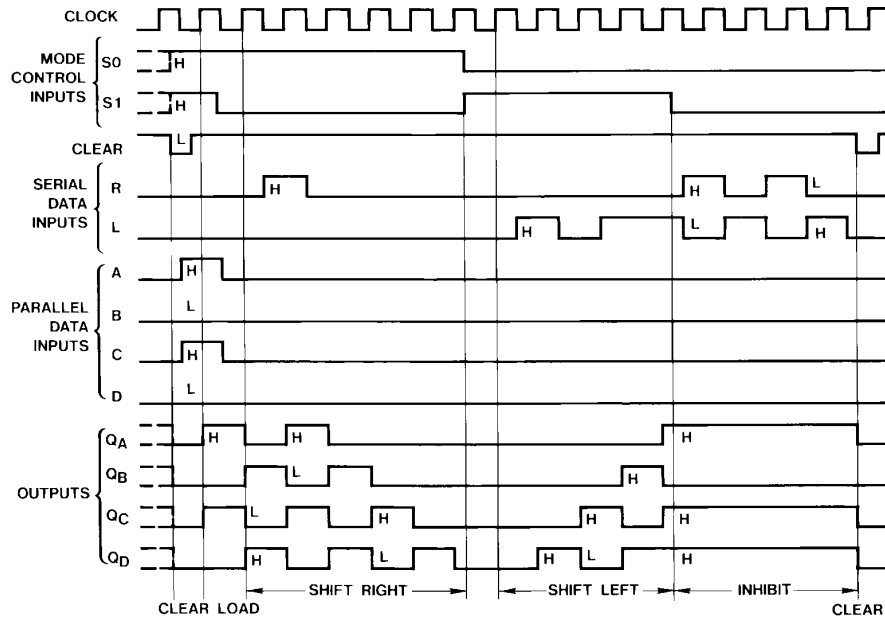 CLOCK
MODE CONTROL INPUTS
S0 H
S1 H
CLEAR L
SERIAL DATA INPUTS
R H H L
L H L H
PARALLEL DATA INPUTS
A H
B L
C H
D L
OUTPUTS
QA H H H
QB L H
QC L H H H
QD H L H L H
CLEAR LOAD SHIFT RIGHT SHIFT LEFT INHIBIT CLEAR